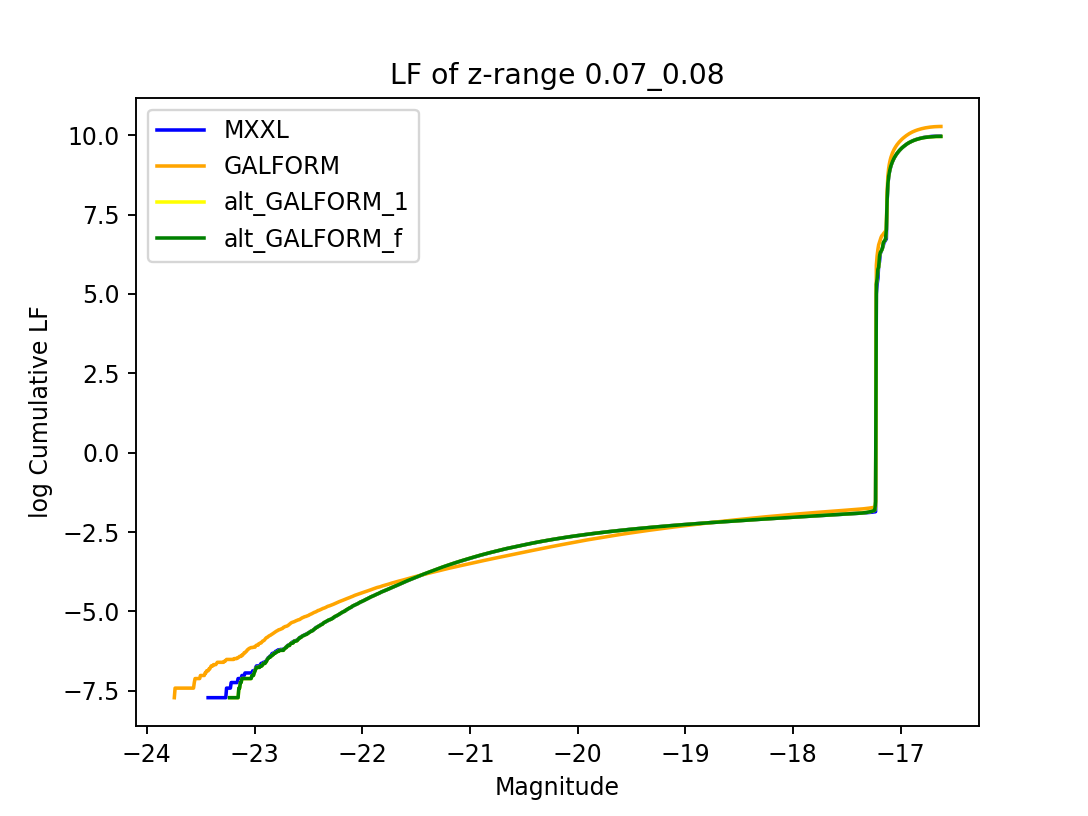 LF of z-range 0.07_0.08
MXXL
GALFORM
alt_GALFORM_1
alt_GALFORM_f
10.0
7.5
5.0
2.5
0.0
−2.5
−5.0
−7.5
log Cumulative LF
−24
−23
−22
−21
−20
−19
−18
−17
Magnitude